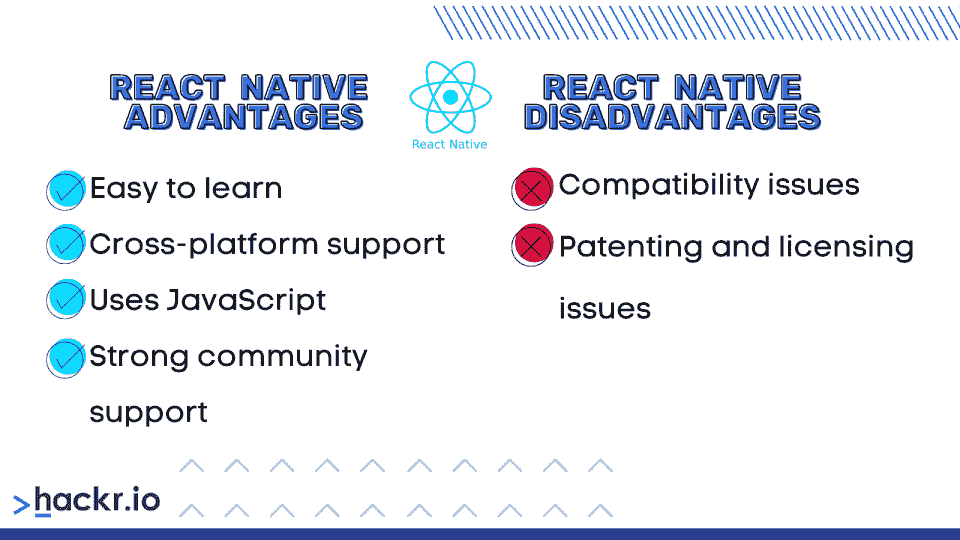 REACT NATIVE
ADVANTAGES
React Native
REACT NATIVE
DISADVANTAGES
Easy to learn
Cross-platform support
Uses JavaScript
Strong community
support
Compatibility issues
Patenting and licensing
issues
>hackr.io